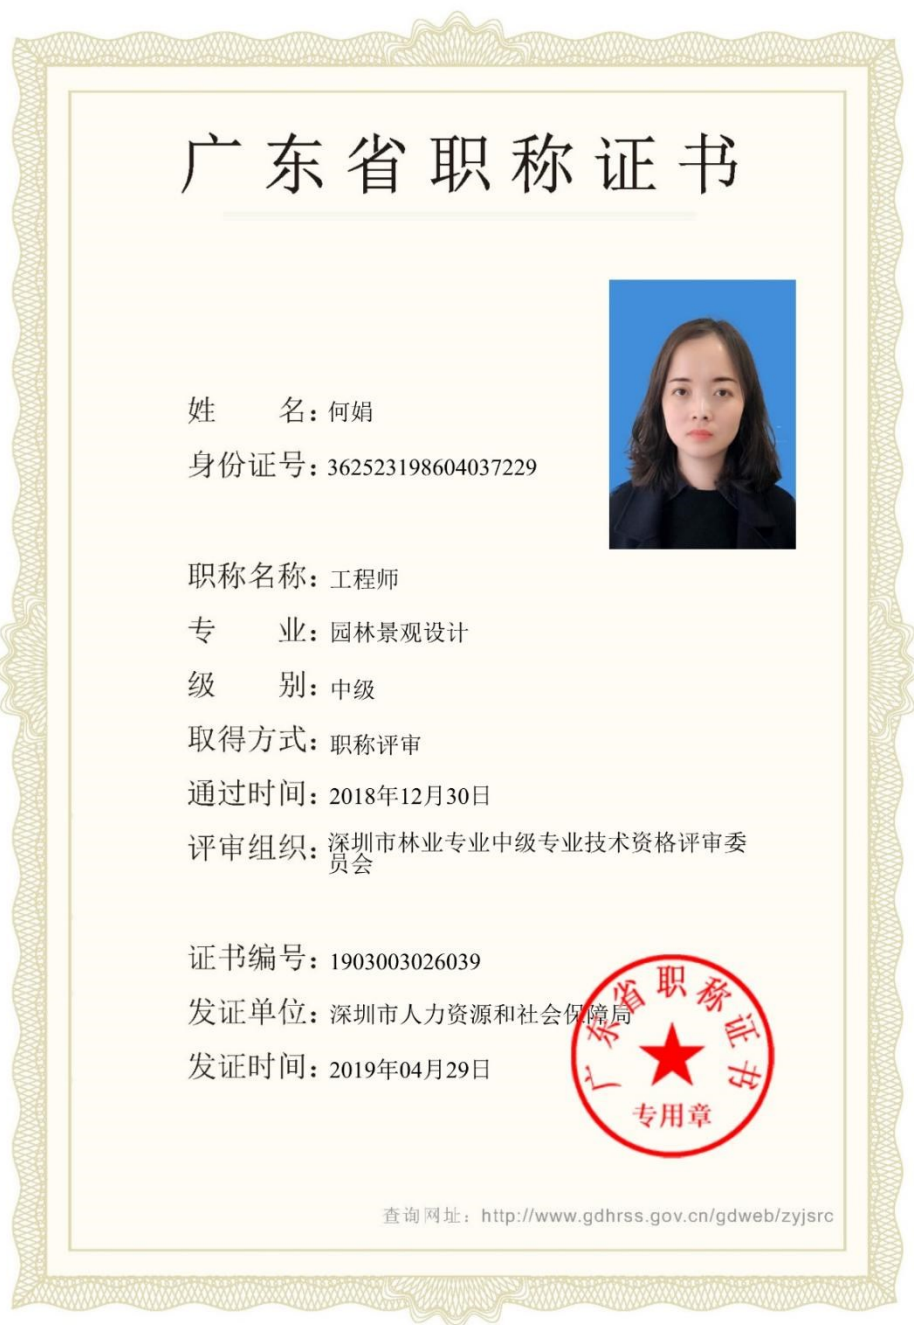 广东省职称证书
姓 名：何娟
身份证号：362523198604037229
职称名称：工程师
专 业：园林景观设计
级 别：中级
取得方式：职称评审
通过时间：2018年12月30日
评审组织：深圳市林业专业中级专业技术资格评审委
员会
证书编号：1903003026039
发证单位：深圳市人力资源和社会保障局
发证时间：2019年04月29日
广东省职称证书
专用章
查询网址：http://www.gdhrss.gov.cn/gdweb/zyjsrc